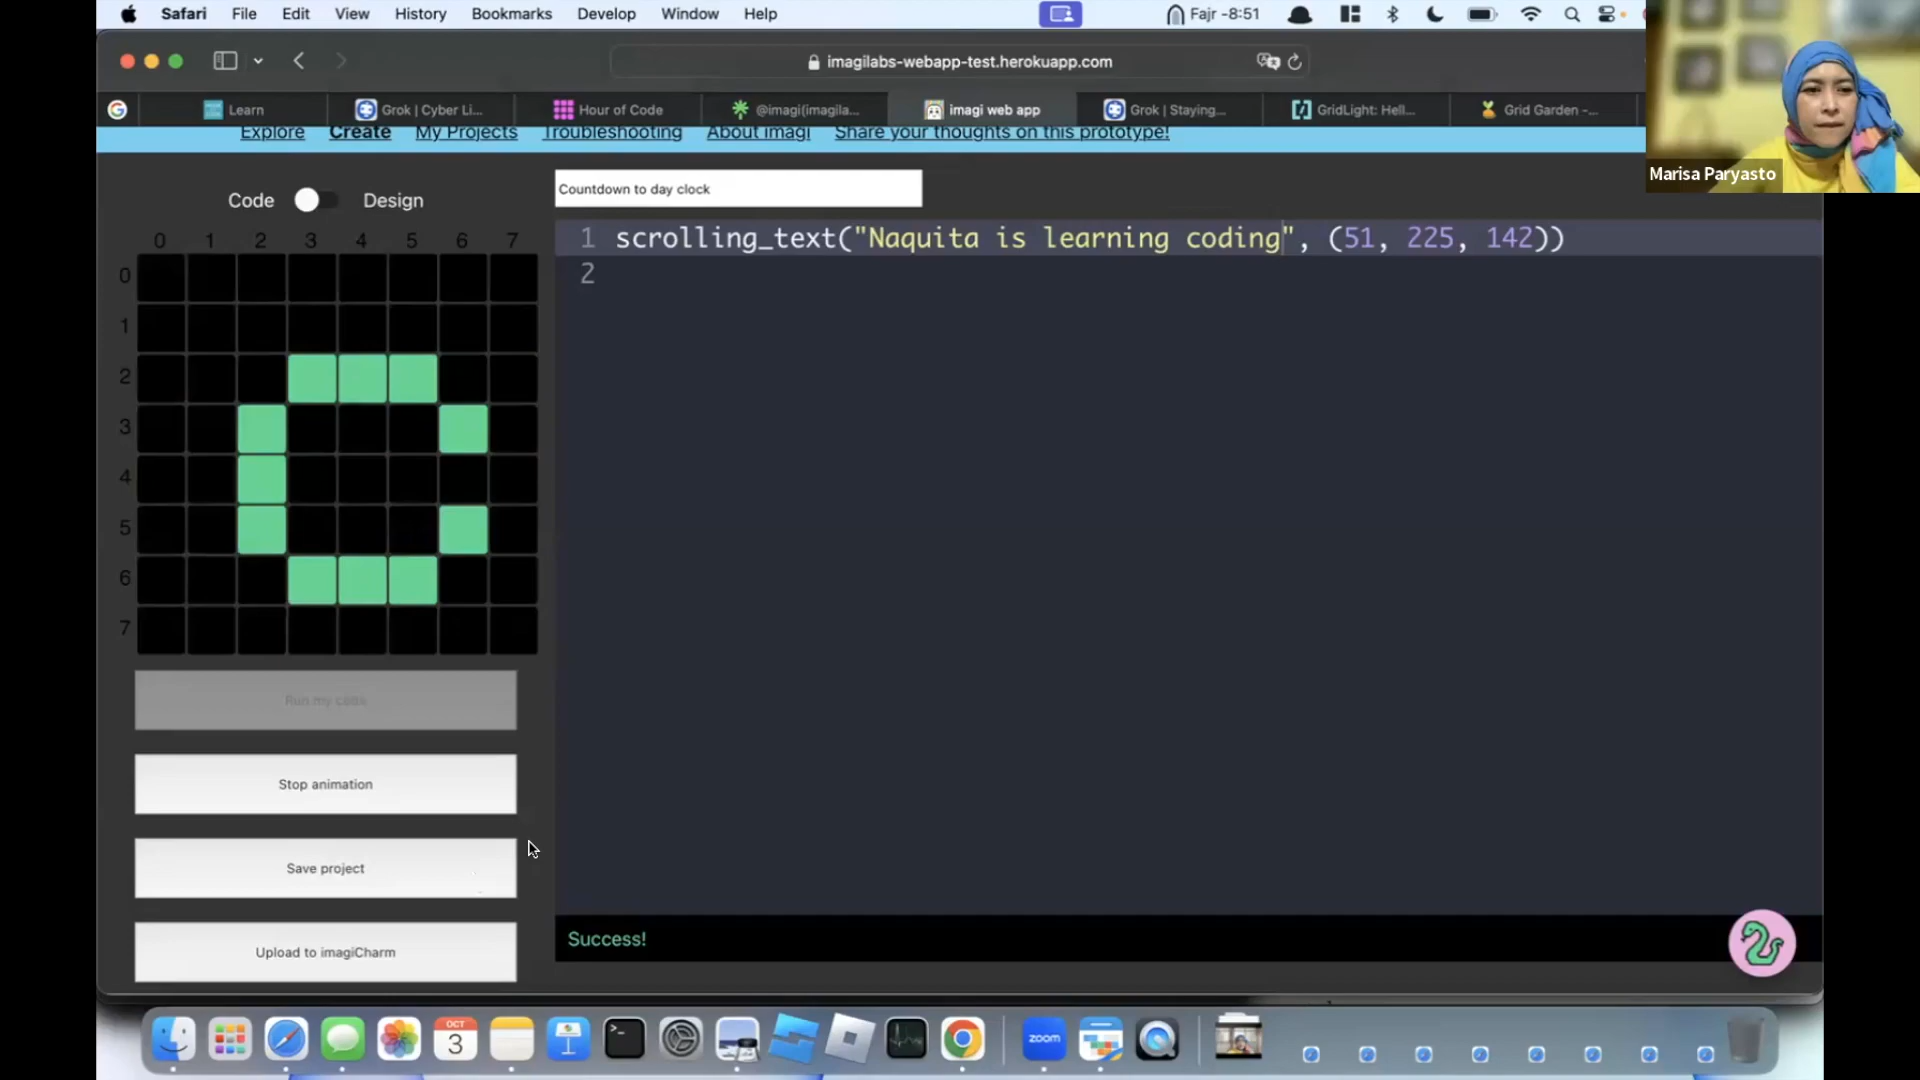 Safari File Edit View History Bookmarks Develop Window Help Fajr -8:51
imagilabs-webapp-test.herokuapp.com
Learn Grok | Cyber Li... Hour of Code @imagi(imagila... imagi web app Grok | Staying... GridLight: Hell... Grid Garden -...
Explore Create My Projects Troubleshooting About imagi Share your thoughts on this prototype!
Marisa Paryasto
Code Design
Countdown to day clock
0 1 2 3 4 5 6 7
0
1
2
3
4
5
6
7
1 scrolling_text("Naquita is learning coding", (51, 225, 142))
2
Run my code
Stop animation
Save project
Upload to imagiCharm
Success!
OCT
3
zoom